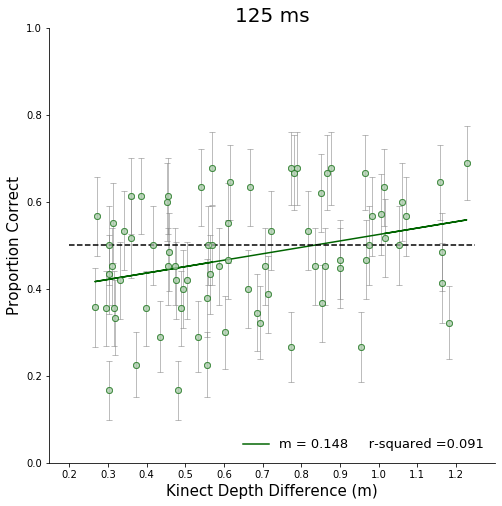 125 ms
Proportion Correct
1.0
0.8
0.6
0.4
0.2
0.0
0.2 0.3 0.4 0.5 0.6 0.7 0.8 0.9 1.0 1.1 1.2
Kinect Depth Difference (m)
m = 0.148 r-squared =0.091